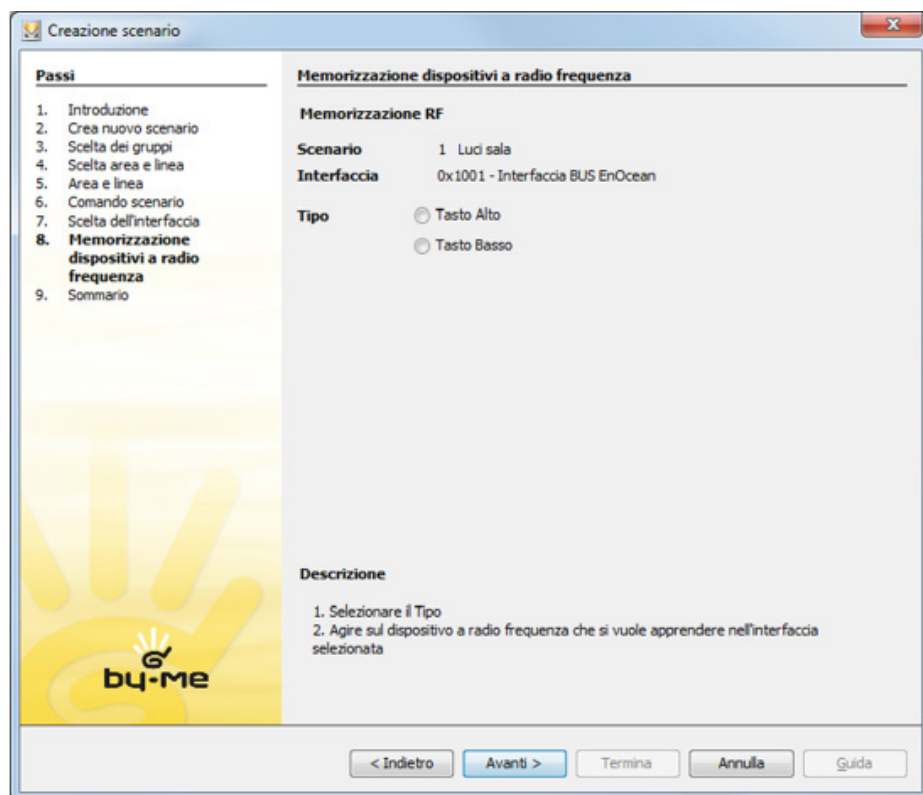 Creazione scenario
Passi
1. Introduzione
2. Crea nuovo scenario
3. Scelta dei gruppi
4. Scelta area e linea
5. Area e linea
6. Comando scenario
7. Scelta dell'interfaccia
8. Memorizzazione
dispositivi a radio
frequenza
9. Sommario
by-me
Memorizzazione dispositivi a radio frequenza
Memorizzazione RF
Scenario 1 Luci sala
Interfaccia 0x1001 - Interfaccia BUS EnOcean
Tipo Tasto Alto
Tasto Basso
Descrizione
1. Selezionare il Tipo
2. Agire sul dispositivo a radio frequenza che si vuole apprendere nell'interfaccia
selezionata
< Indietro Avanti > Termina Annulla Guida